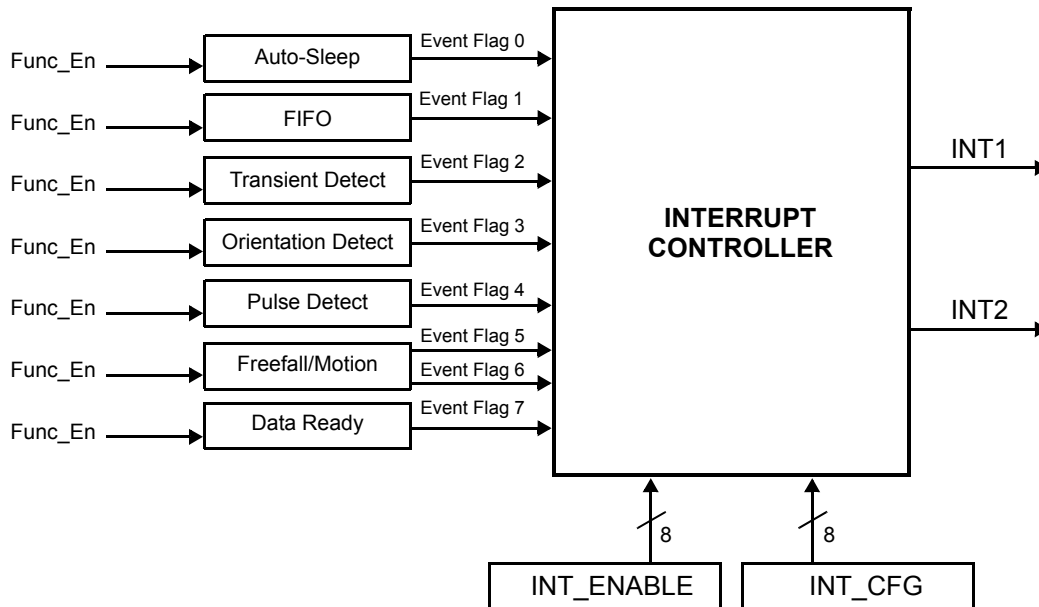 Func_En
Auto-Sleep
Event Flag 0
Func_En
FIFO
Event Flag 1
Func_En
Transient Detect
Event Flag 2
Func_En
Orientation Detect
Event Flag 3
Func_En
Pulse Detect
Event Flag 4
Func_En
Freefall/Motion
Event Flag 5
Event Flag 6
Func_En
Data Ready
Event Flag 7
INTERRUPT
CONTROLLER
INT1
INT2
8
8
INT_ENABLE
INT_CFG